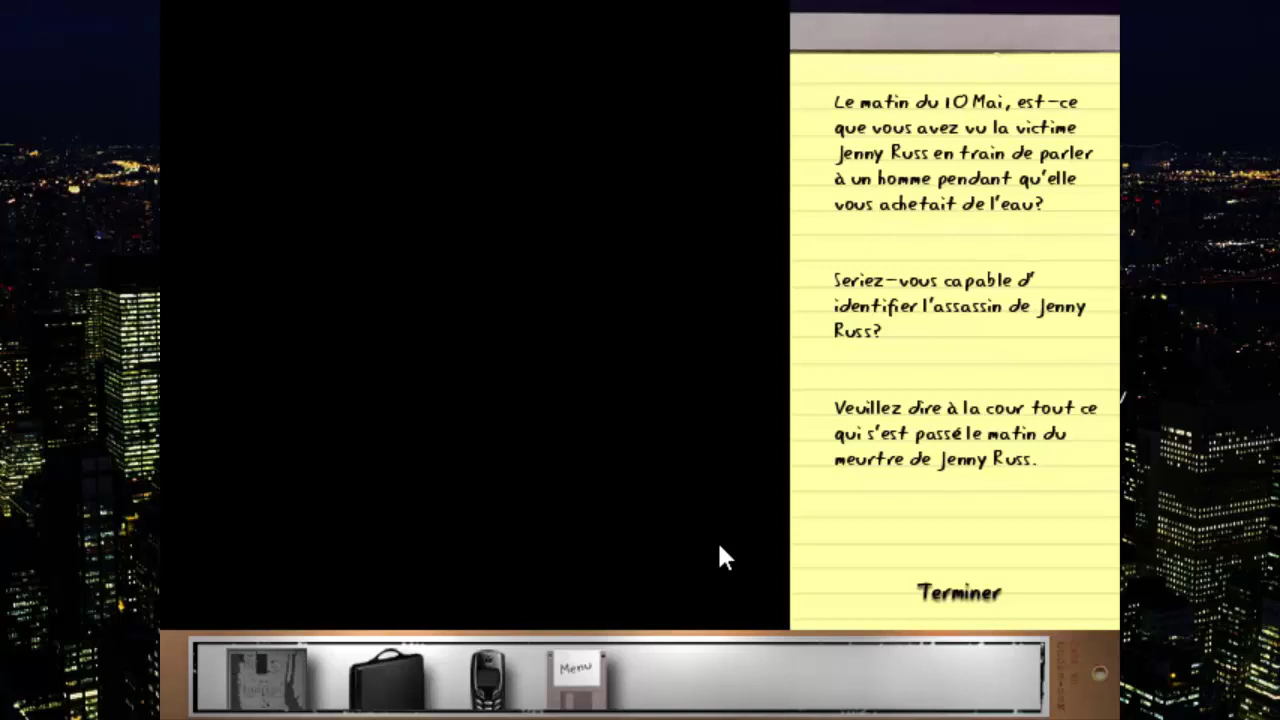 Le matin du 10 Mai, est-ce
que vous avez vu la victime
Jenny Russ en train de parler
à un homme pendant qu'elle
vous achetait de l'eau?
Seriez-vous capable d'
identifier l'assassin de Jenny
Russ?
Veuillez dire à la cour tout ce
qui s'est passé le matin du
meurtre de Jenny Russ.
Terminer
Menu